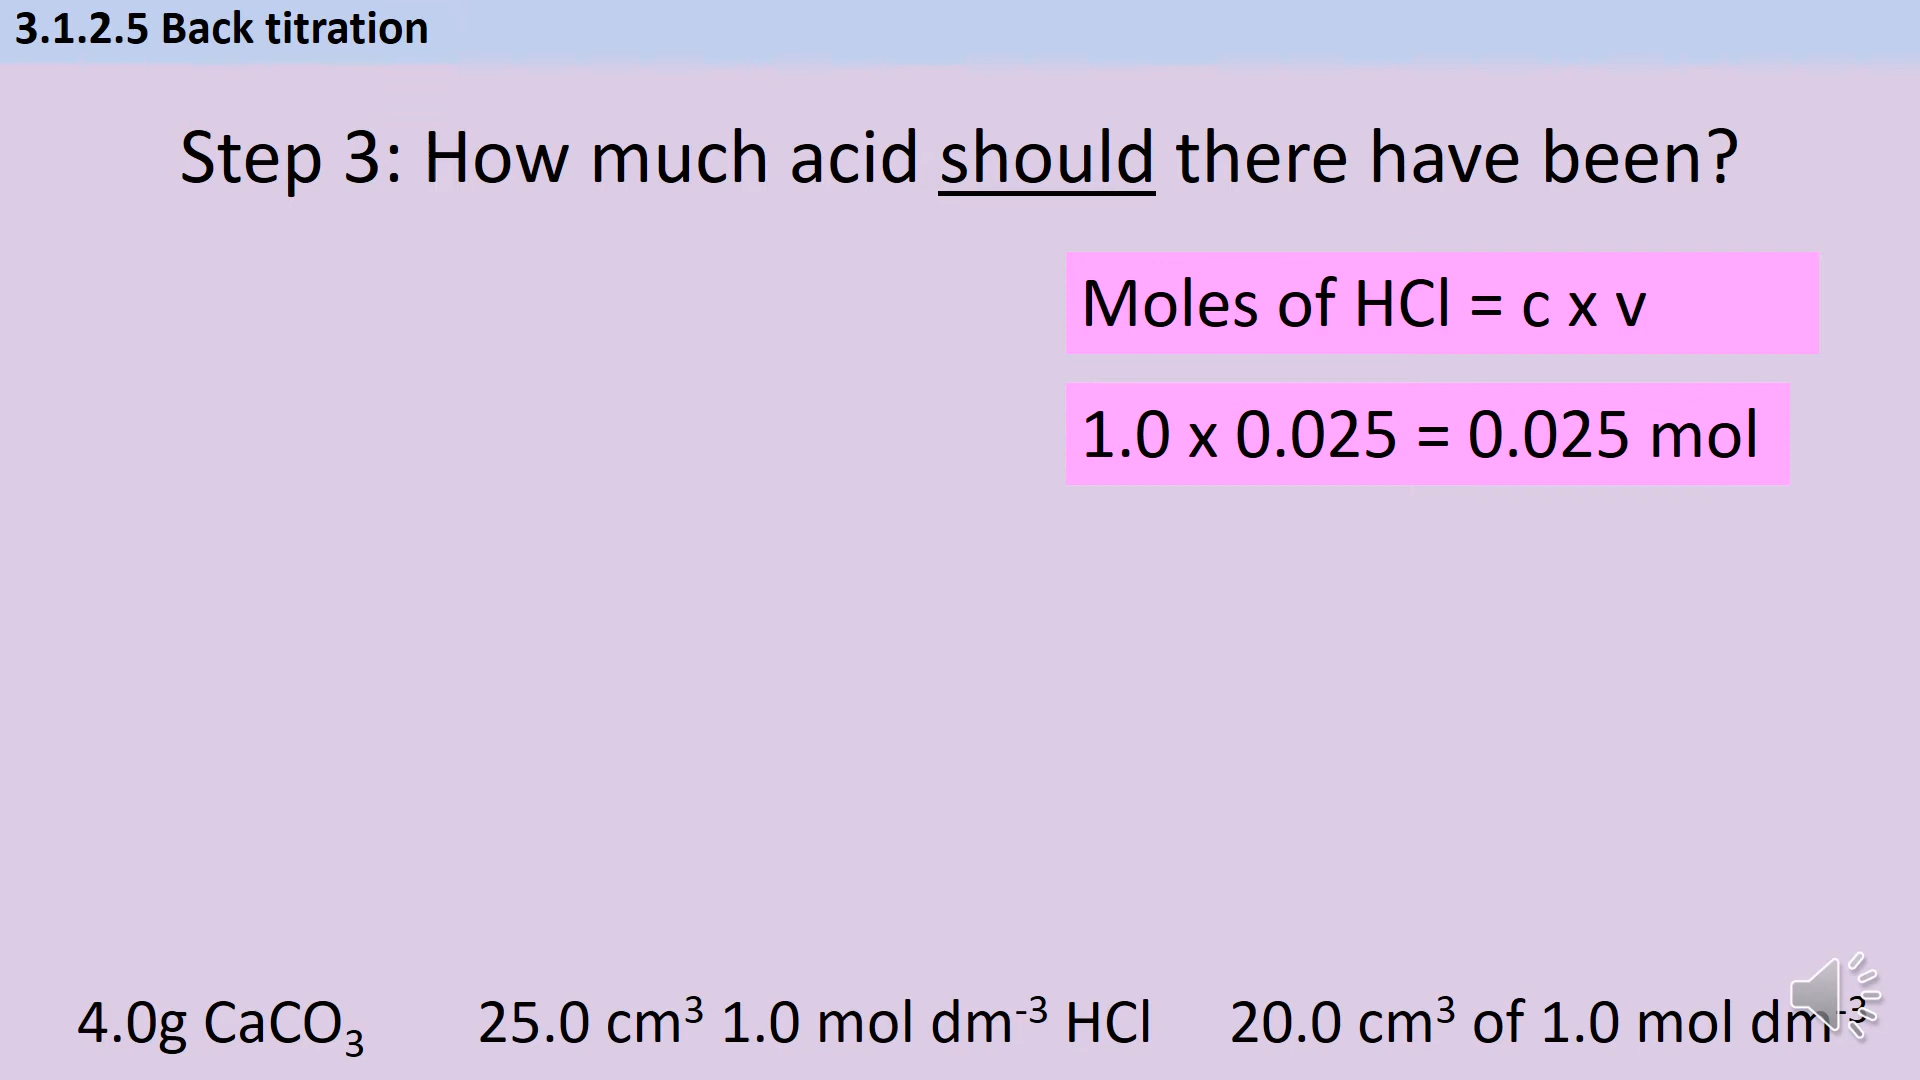 3.1.2.5 Back titration
Step 3: How much acid should there have been?
Moles of HCl = c x v
1.0 x 0.025 = 0.025 mol
4.0g CaCO₃ 25.0 cm³ 1.0 mol dm⁻³ HCl 20.0 cm³ of 1.0 mol dm⁻³